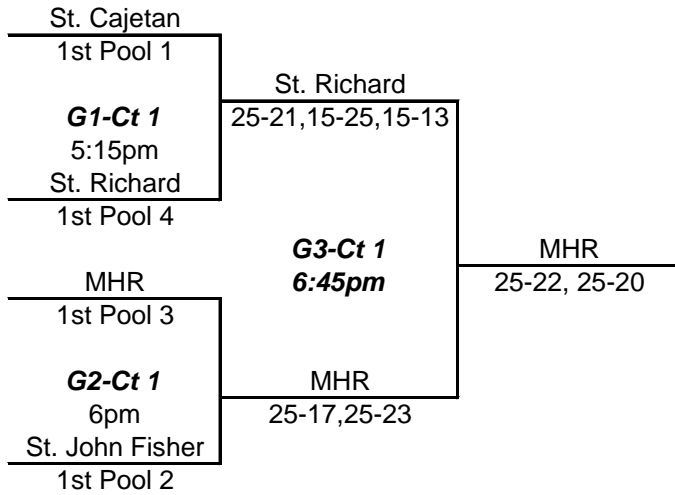 St. Cajetan
1st Pool 1
G1-Ct 1
5:15pm
St. Richard
1st Pool 4
St. Richard
25-21,15-25,15-13
MHR
1st Pool 3
G2-Ct 1
6pm
St. John Fisher
1st Pool 2
MHR
25-17,25-23
G3-Ct 1
6:45pm
MHR
25-22, 25-20